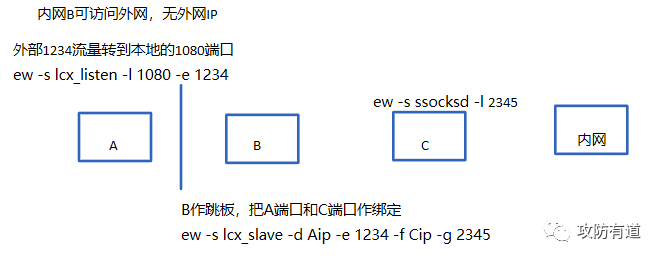 内网B可访问外网，无外网IP
外部1234流量转到本地的1080端口
ew -s lcx_listen -l 1080 -e 1234
ew -s ssocksd -l 2345
A
B
C
内网
B作跳板，把A端口和C端口作绑定
ew -s lcx_slave -d Aip -e 1234 -f Cip -g 2345
攻防有道